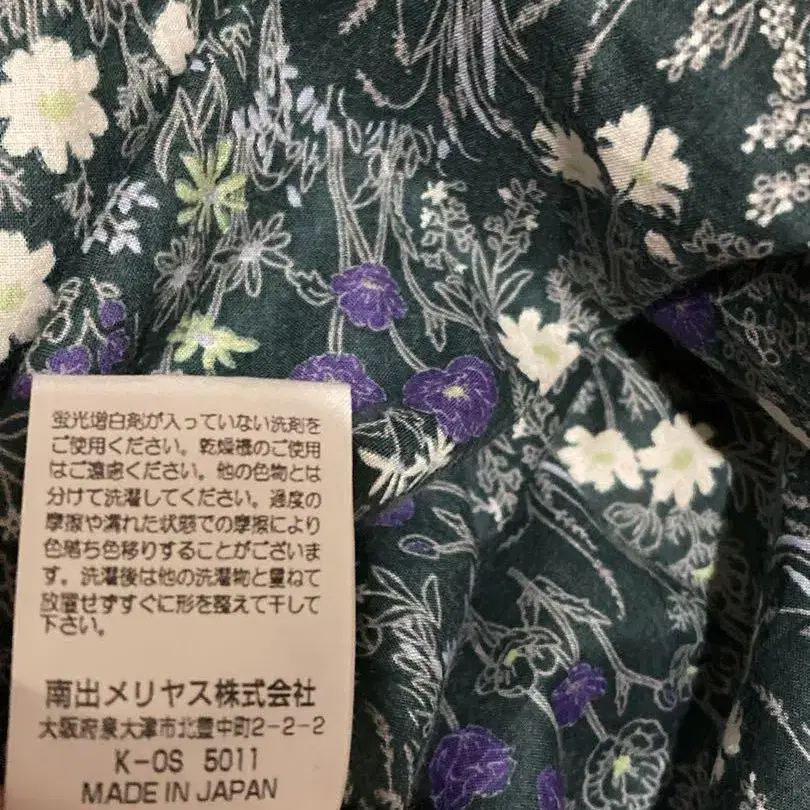 蛍光増白剤が入っていない洗剤を
ご使用ください。乾燥機のご使用
はご遠慮ください。他の色物とは
分けて洗濯してください。過度の
摩擦や濡れた状態での摩擦により
色落ち色移りすることがございま
す。洗濯後は他の洗濯物と重ねて
放置せずすぐに形を整えて干して
下さい。
南出メリヤス株式会社
大阪府泉大津市北豊中町2-2-2
K-OS 5011
MADE IN JAPAN